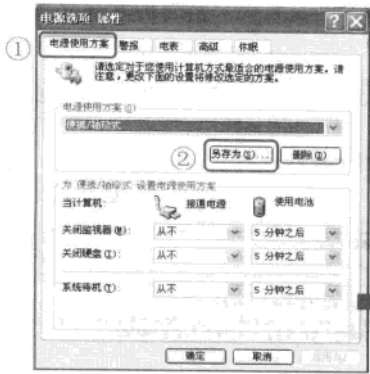 电源选项 属性
① 电源使用方案 警报 电表 高级 休眠
请选定对于您使用计算机方式最适合的电源使用方案。请
注意,更改下面的设置将修改选定的方案。
电源使用方案(O)
便携/袖珍式
② 另存为(S)... 删除(D)
为 便携/袖珍式 设置电源使用方案
当计算机: 接通电源 使用电池
关闭监视器(M): 从不 5 分钟之后
关闭硬盘(I): 从不 5 分钟之后
系统待机(T): 从不 5 分钟之后
确定 取消